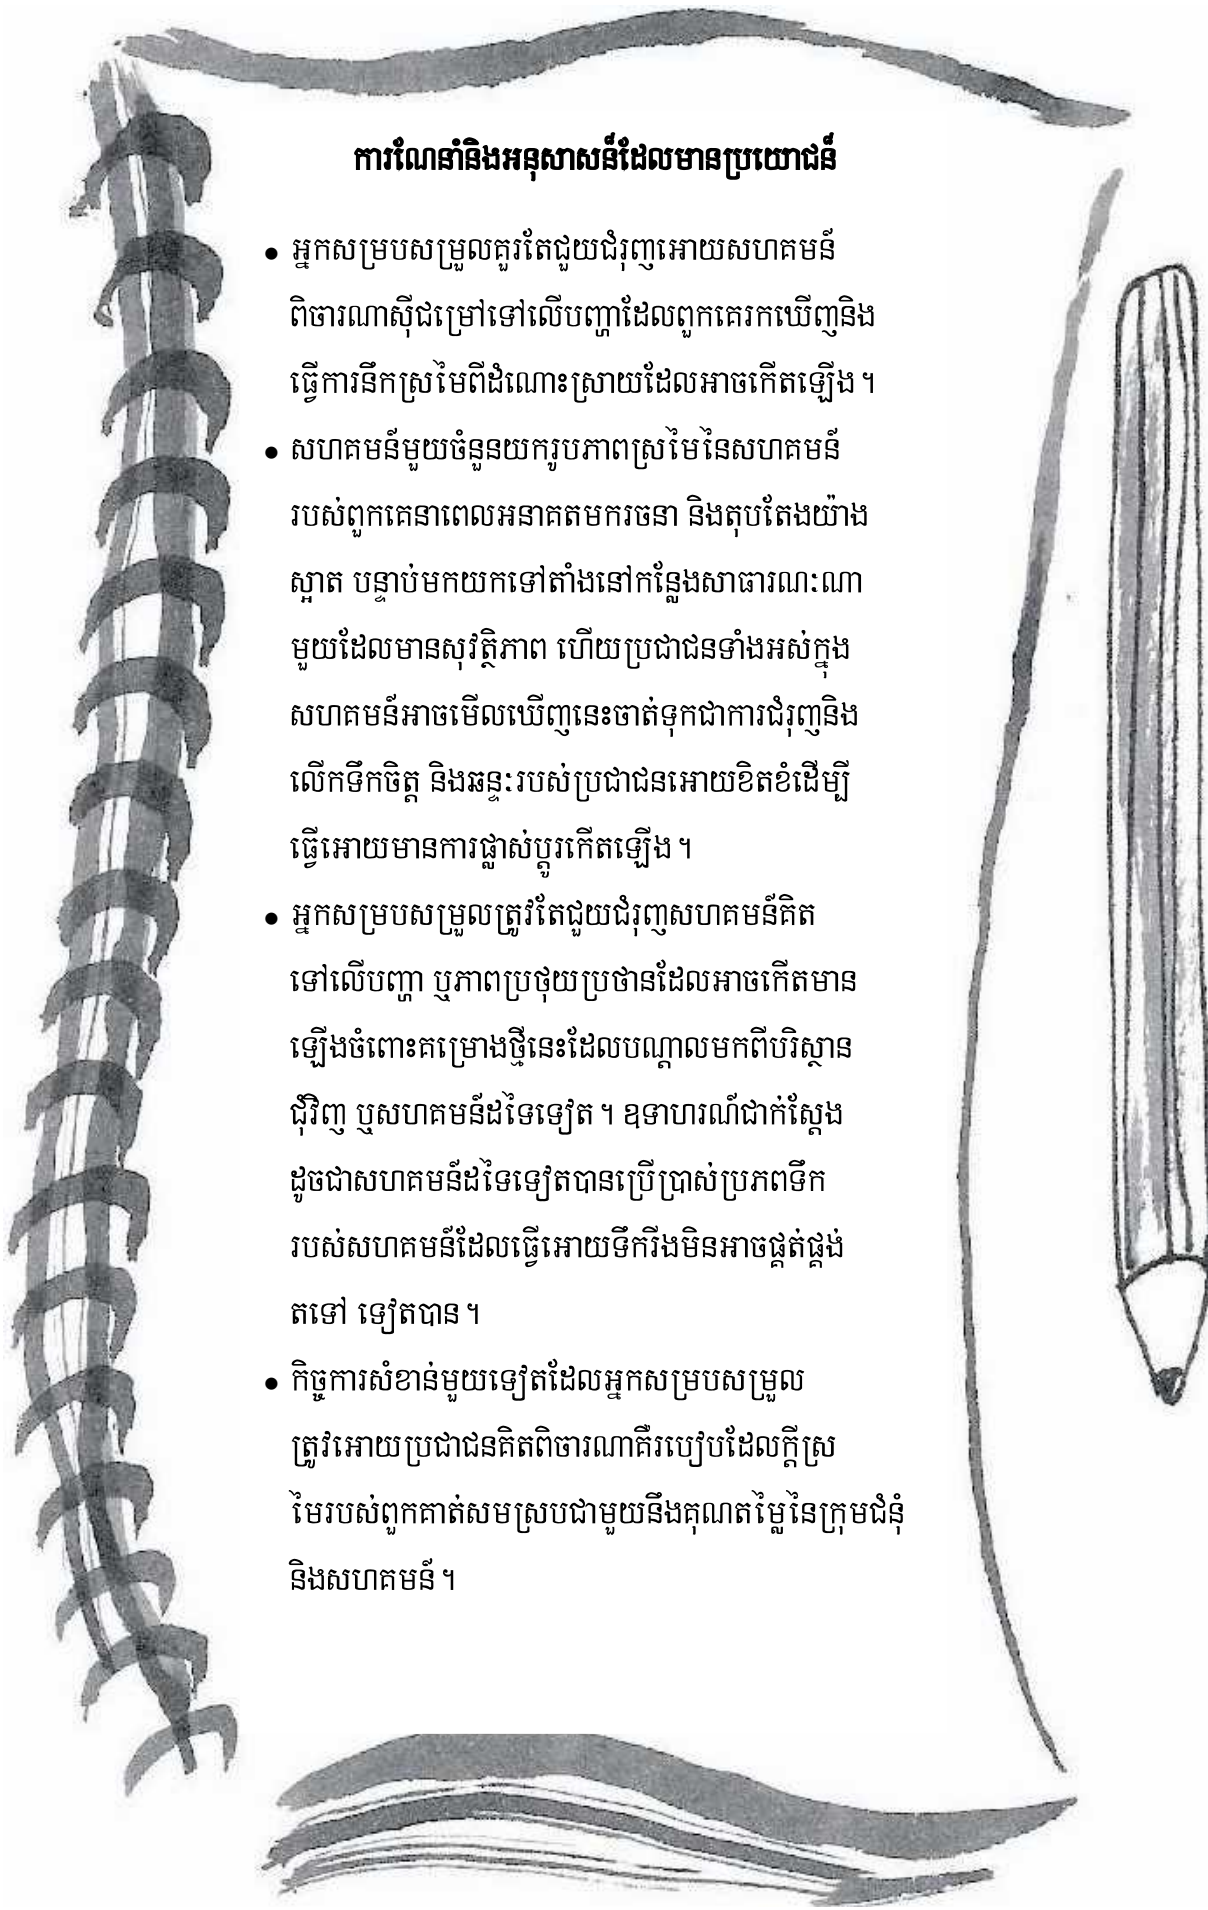 ការណែនាំនិងអនុសាសន៏ដែលមានប្រយោជន៏
• អ្នកសម្របសម្រួលគួរតែជួយជំរុញអោយសហគមន៍
ពិចារណាស៊ីជម្រៅទៅលើបញ្ហាដែលពួកគេរកឃើញនិង
ធ្វើការនឹកស្រមៃពីដំណោះស្រាយដែលអាចកើតឡើង។
• សហគមន៍មួយចំនួនយករូបភាពស្រមៃនៃសហគមន៍
របស់ពួកគេនាពេលអនាគតមករចនា និងតុបតែងយ៉ាង
ស្អាត បន្ទាប់មកយកទៅតាំងនៅកន្លែងសាធារណៈណា
មួយដែលមានសុវត្ថិភាព ហើយប្រជាជនទាំងអស់ក្នុង
សហគមន៍អាចមើលឃើញនេះចាត់ទុកជាការជំរុញនិង
លើកទឹកចិត្ត និងឆន្ទៈរបស់ប្រជាជនអោយខិតខំដើម្បី
ធ្វើអោយមានការផ្លាស់ប្តូរកើតឡើង។
• អ្នកសម្របសម្រួលត្រូវតែជួយជំរុញសហគមន៍គិត
ទៅលើបញ្ហា ឬភាពប្រថុយប្រថានដែលអាចកើតមាន
ឡើងចំពោះគម្រោងថ្មីនេះដែលបណ្តាលមកពីបរិស្ថាន
ជុំវិញ ឬសហគមន៍ដទៃទៀត។ ឧទាហរណ៍ជាក់ស្តែង
ដូចជាសហគមន៍ដទៃទៀតបានប្រើប្រាស់ប្រភពទឹក
របស់សហគមន៍ដែលធ្វើអោយទឹករីងមិនអាចផ្គត់ផ្គង់
តទៅ ទៀតបាន។
• កិច្ចការសំខាន់មួយទៀតដែលអ្នកសម្របសម្រួល
ត្រូវអោយប្រជាជនគិតពិចារណាគឺរបៀបដែលក្តីស្រ
មៃរបស់ពួកគាត់សមស្របជាមួយនឹងគុណតម្លៃនៃក្រុមជំនុំ
និងសហគមន៍។